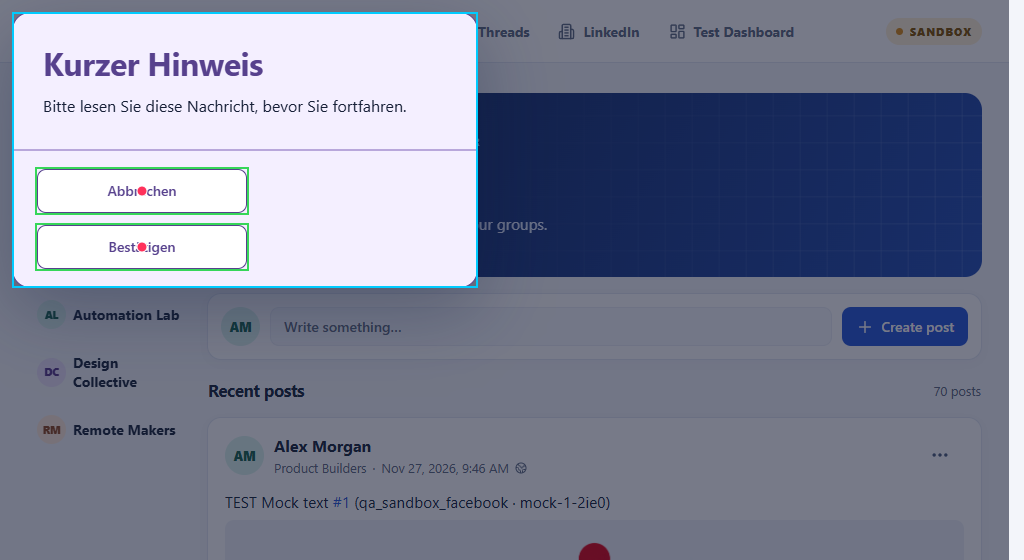 Kurzer Hinweis
Bitte lesen Sie diese Nachricht, bevor Sie fortfahren.
Abbrechen
Bestätigen
Threads
LinkedIn
Test Dashboard
SANDBOX
ur groups.
AL Automation Lab
DC Design
Collective
RM Remote Makers
AM Write something...
Create post
Recent posts
70 posts
AM Alex Morgan
Product Builders · Nov 27, 2026, 9:46 AM
TEST Mock text #1 (qa_sandbox_facebook · mock-1-2ie0)